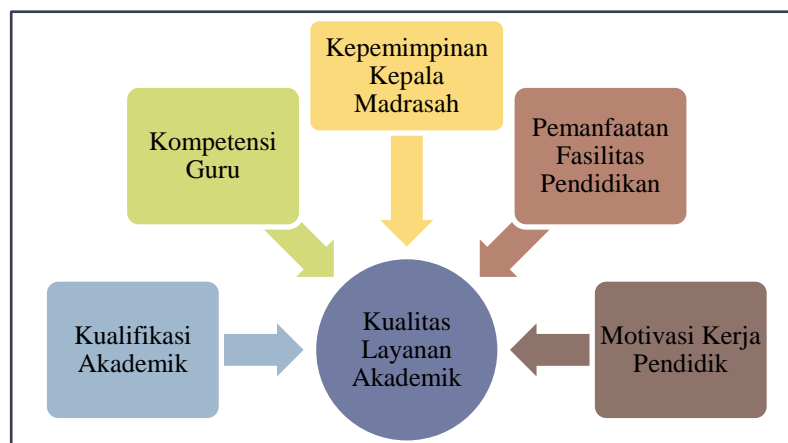 Kepemimpinan
Kepala
Madrasah
Kompetensi
Guru
Pemanfaatan
Fasilitas
Pendidikan
Kualifikasi
Akademik
Kualitas
Layanan
Akademik
Motivasi Kerja
Pendidik